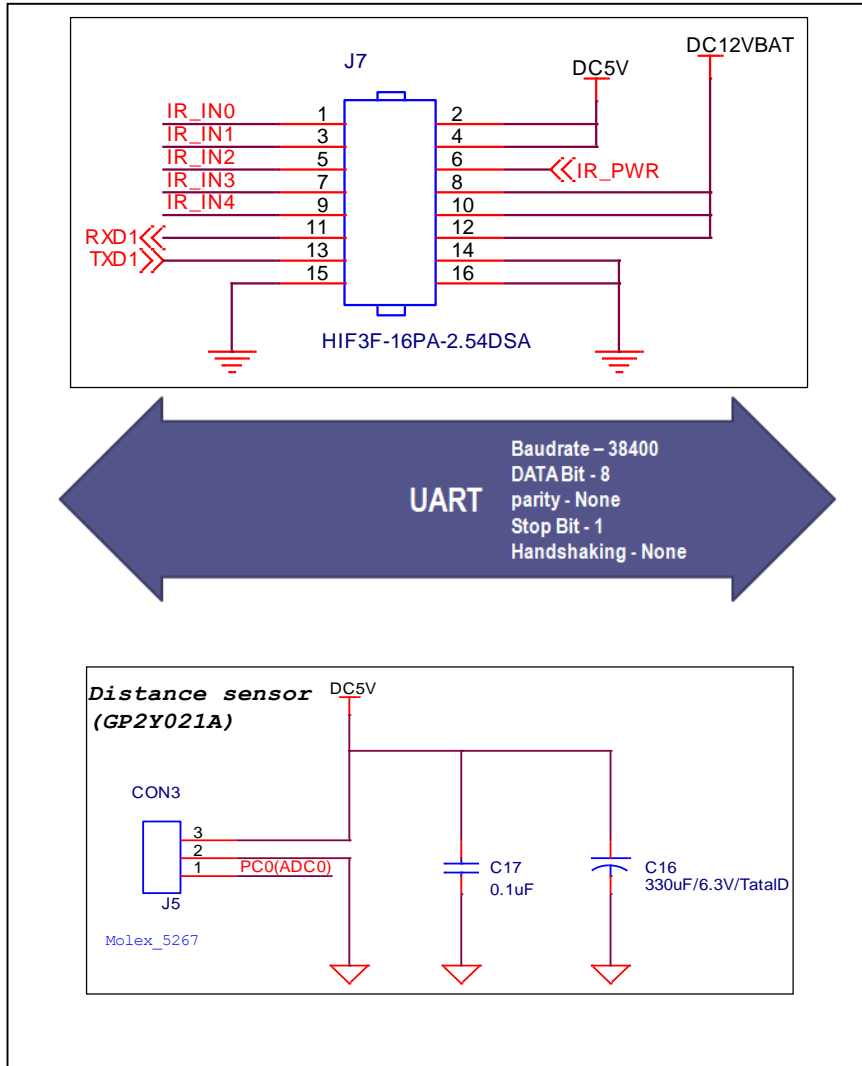 DC12VBAT
J7
DC5V
IR_IN0 1 2
IR_IN1 3 4
IR_IN2 5 6 IR_PWR
IR_IN3 7 8
IR_IN4 9 10
RXD1 11 12
TXD1 13 14
15 16
HIF3F-16PA-2.54DSA
UART
Baudrate – 38400
DATA Bit - 8
parity - None
Stop Bit - 1
Handshaking - None
Distance sensor
(GP2Y021A)
DC5V
CON3
3
2
1 PC0(ADC0)
J5
Molex_5267
C17
0.1uF
C16
330uF/6.3V/TatalD